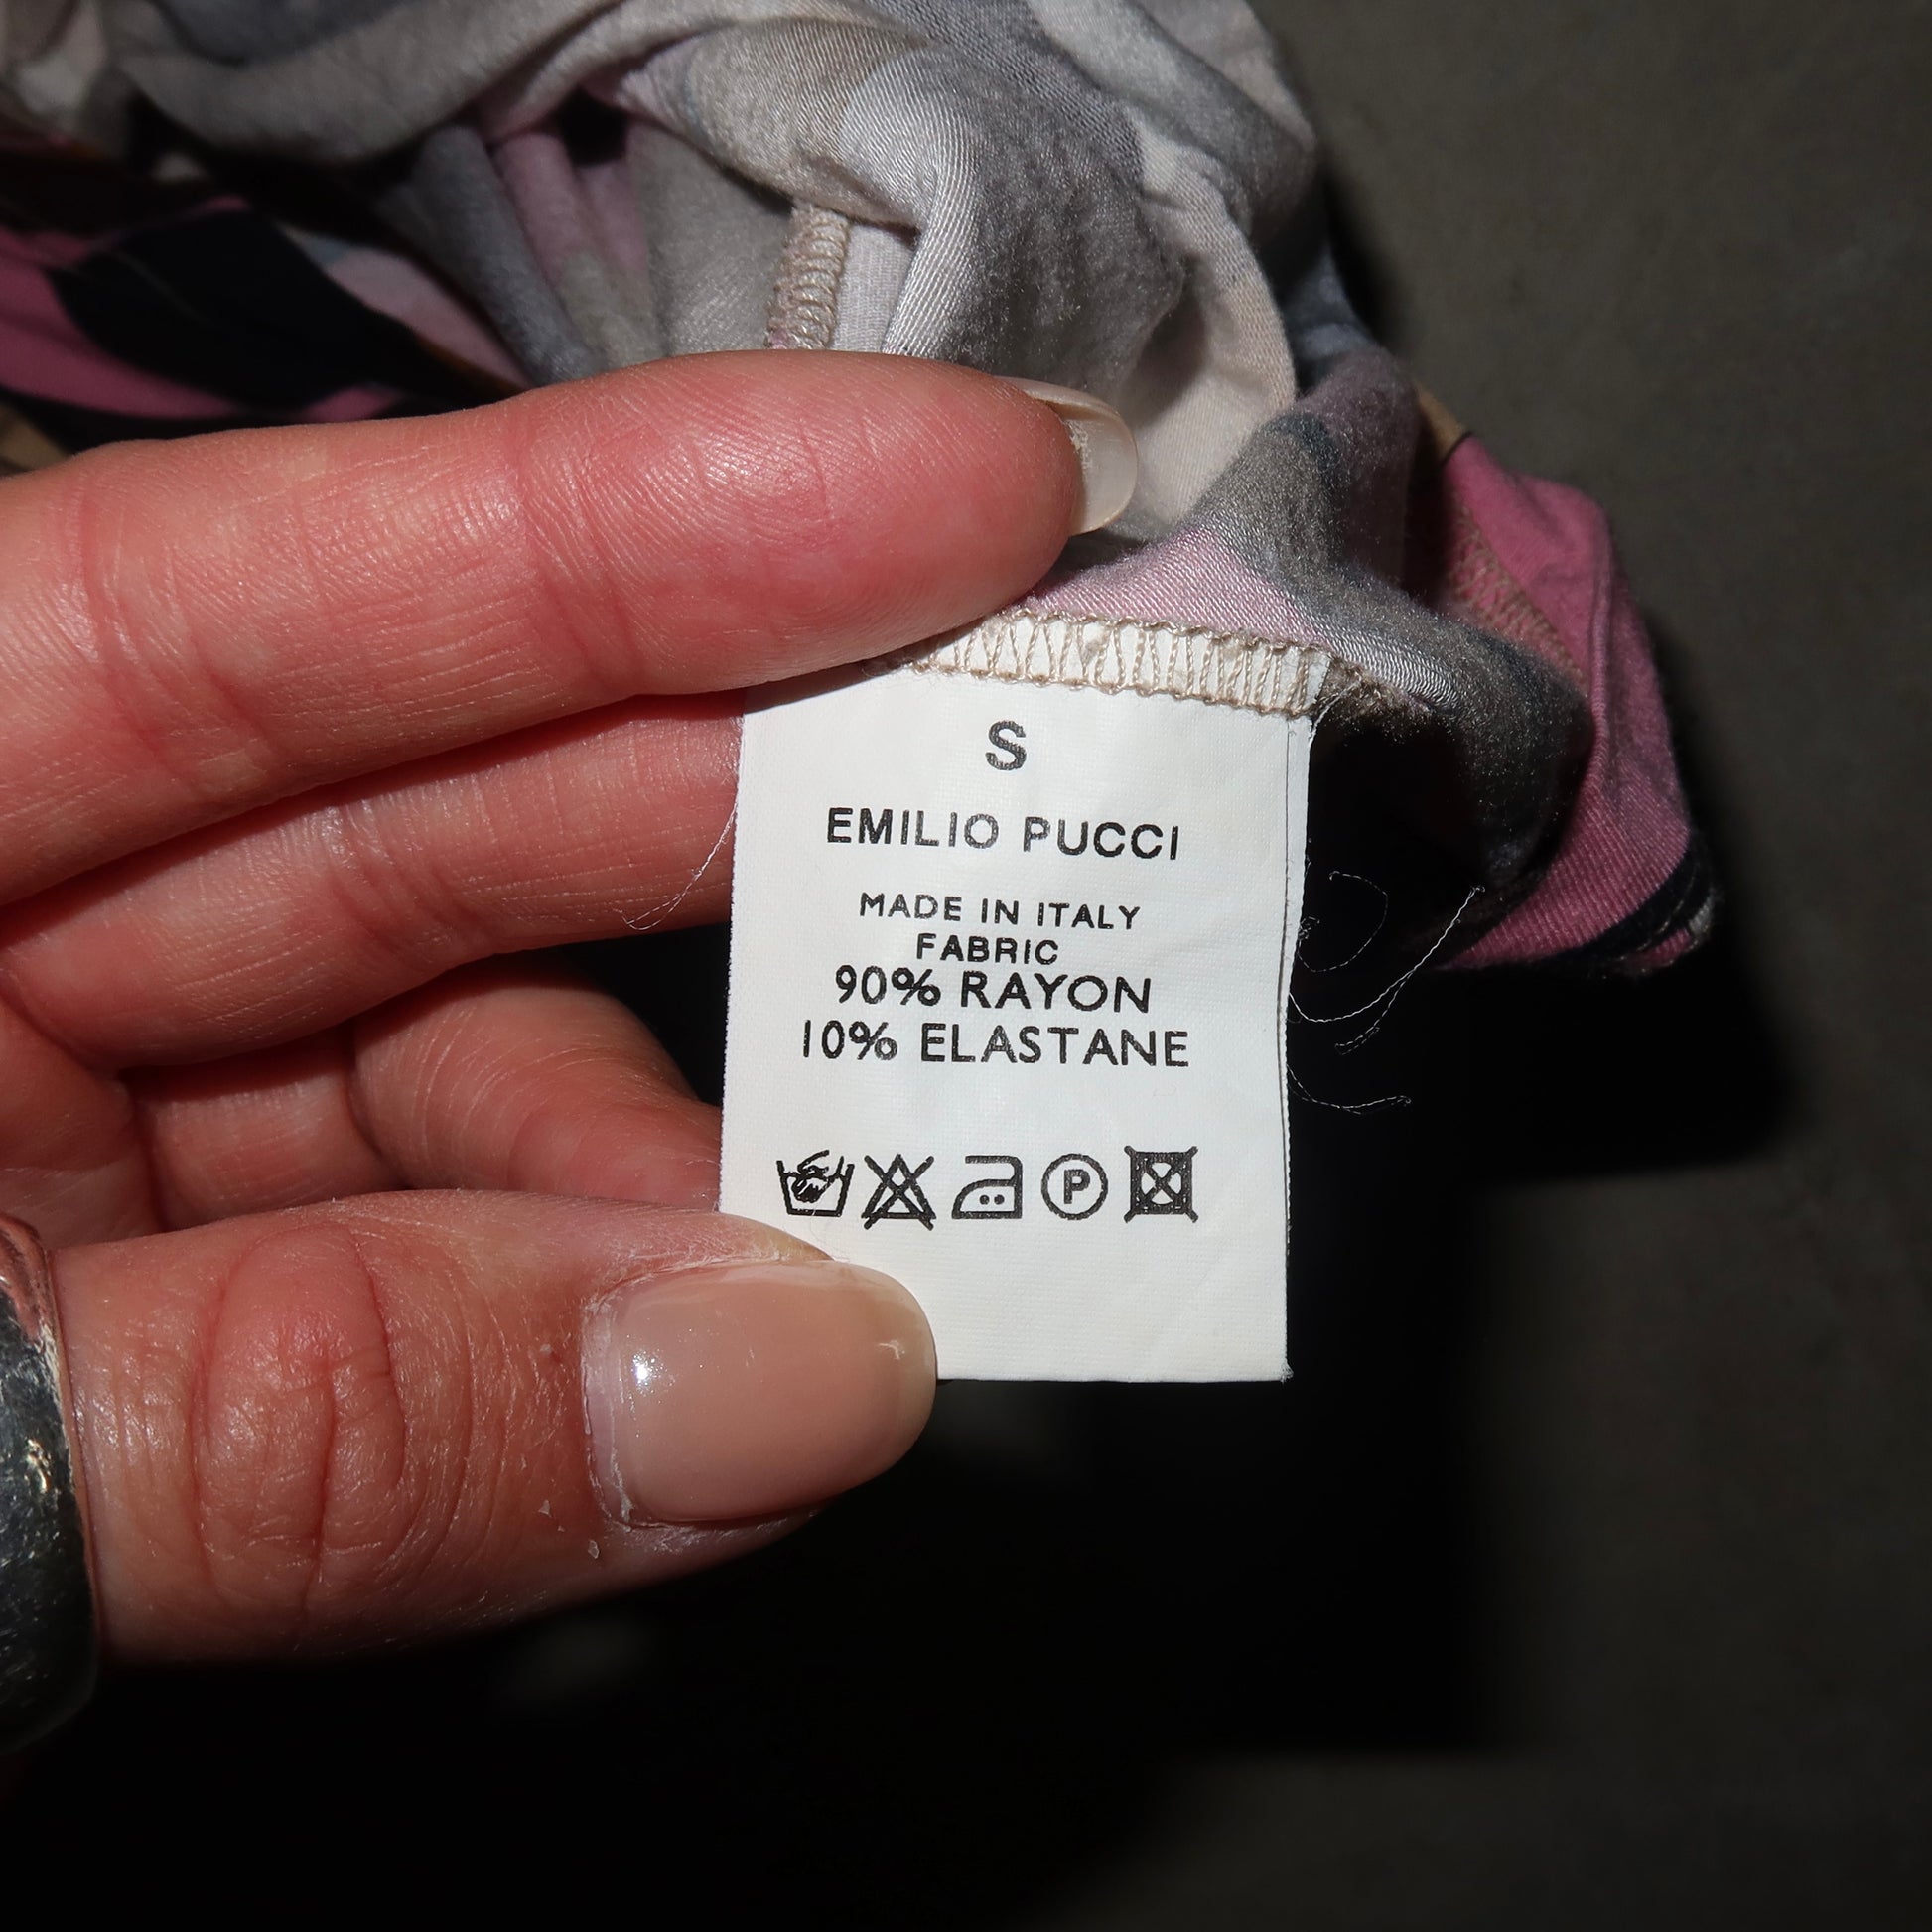 S
EMILIO PUCCI
MADE IN ITALY
FABRIC
90% RAYON
10% ELASTANE
P